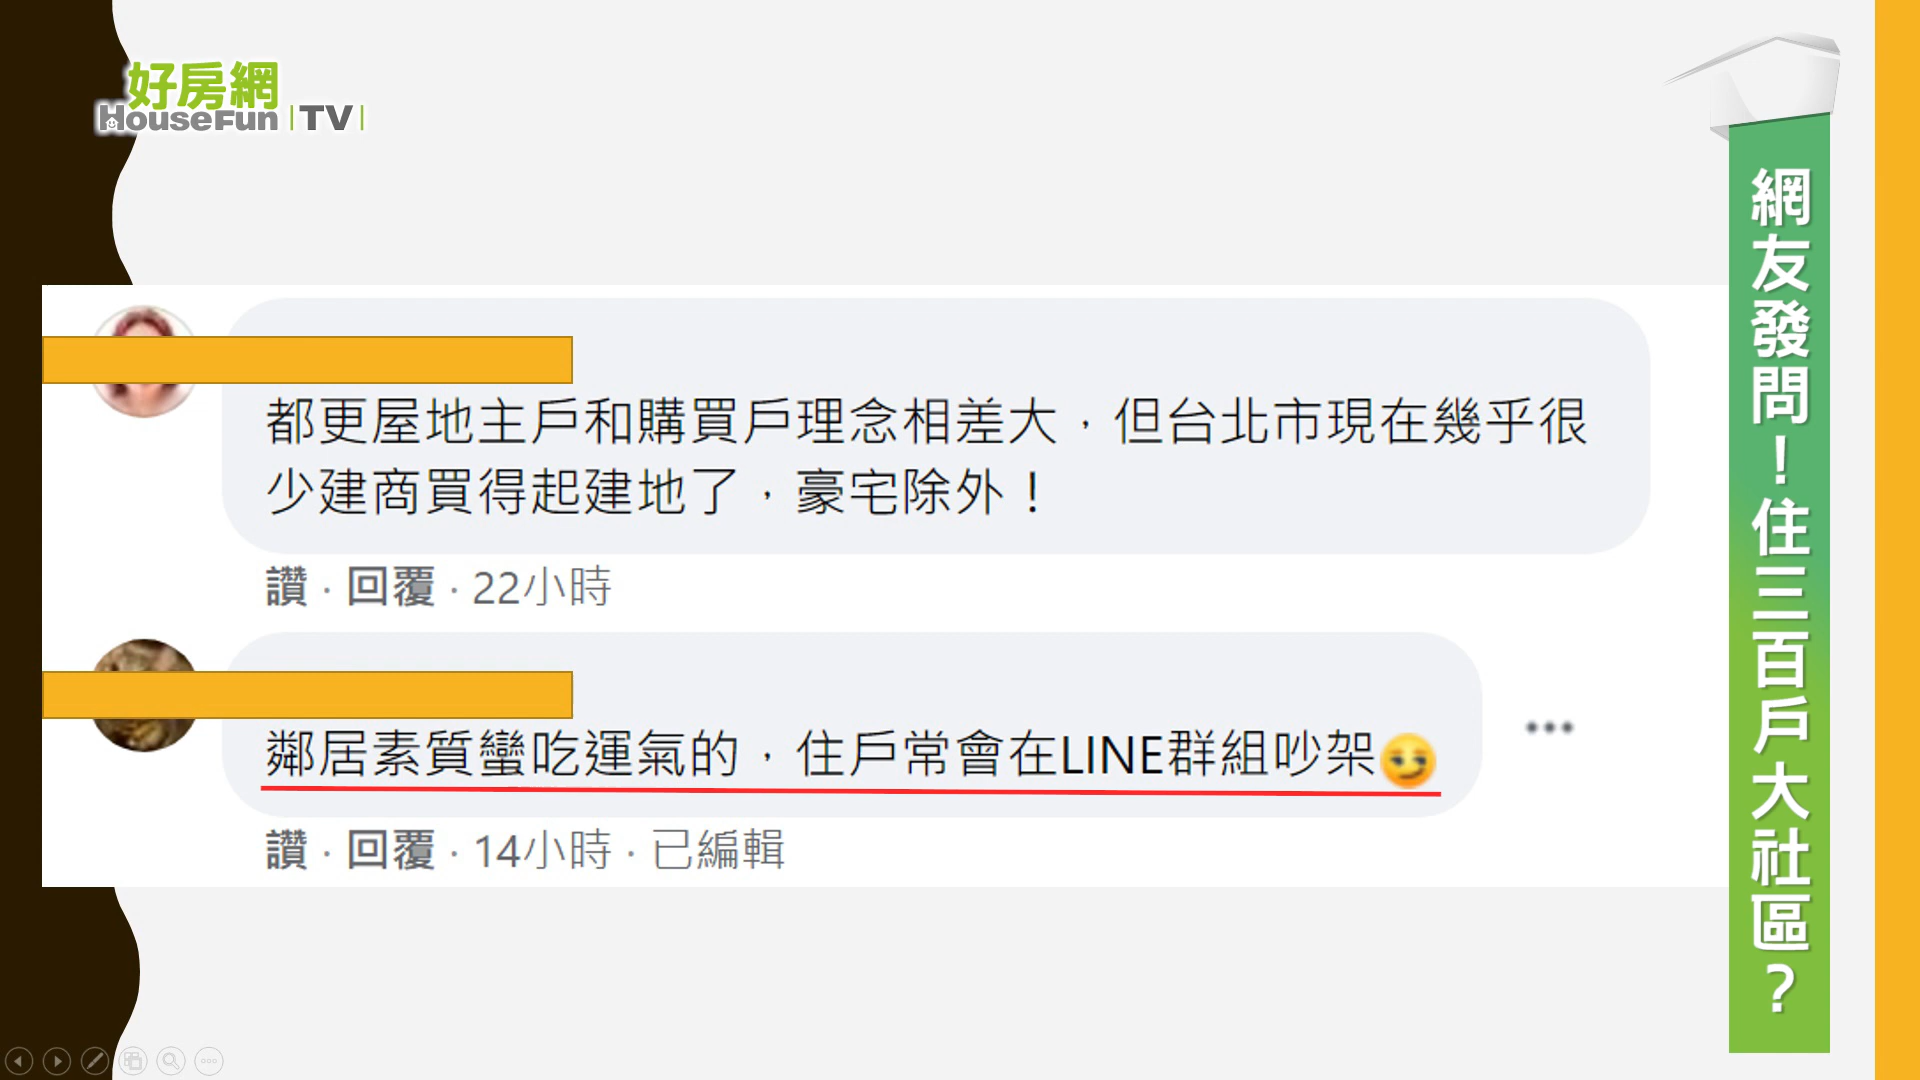 好房網
HouseFun TV
都更屋地主戶和購買戶理念相差大，但台北市現在幾乎很
少建商買得起建地了，豪宅除外！
讚 · 回覆 · 22小時
鄰居素質蠻吃運氣的，住戶常會在LINE群組吵架😏
讚 · 回覆 · 14小時 · 已編輯
網友發問！住三百戶大社區？